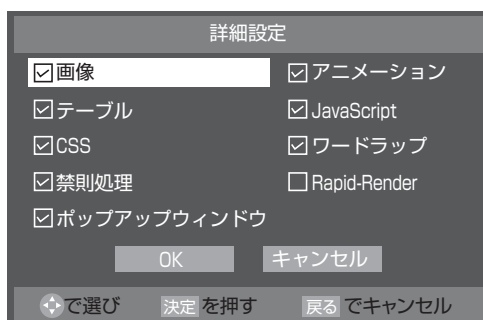 詳細設定
画像 アニメーション
テーブル JavaScript
CSS ワードラップ
禁則処理 Rapid-Render
ポップアップウィンドウ
OK キャンセル
で選び 決定 を押す 戻る でキャンセル